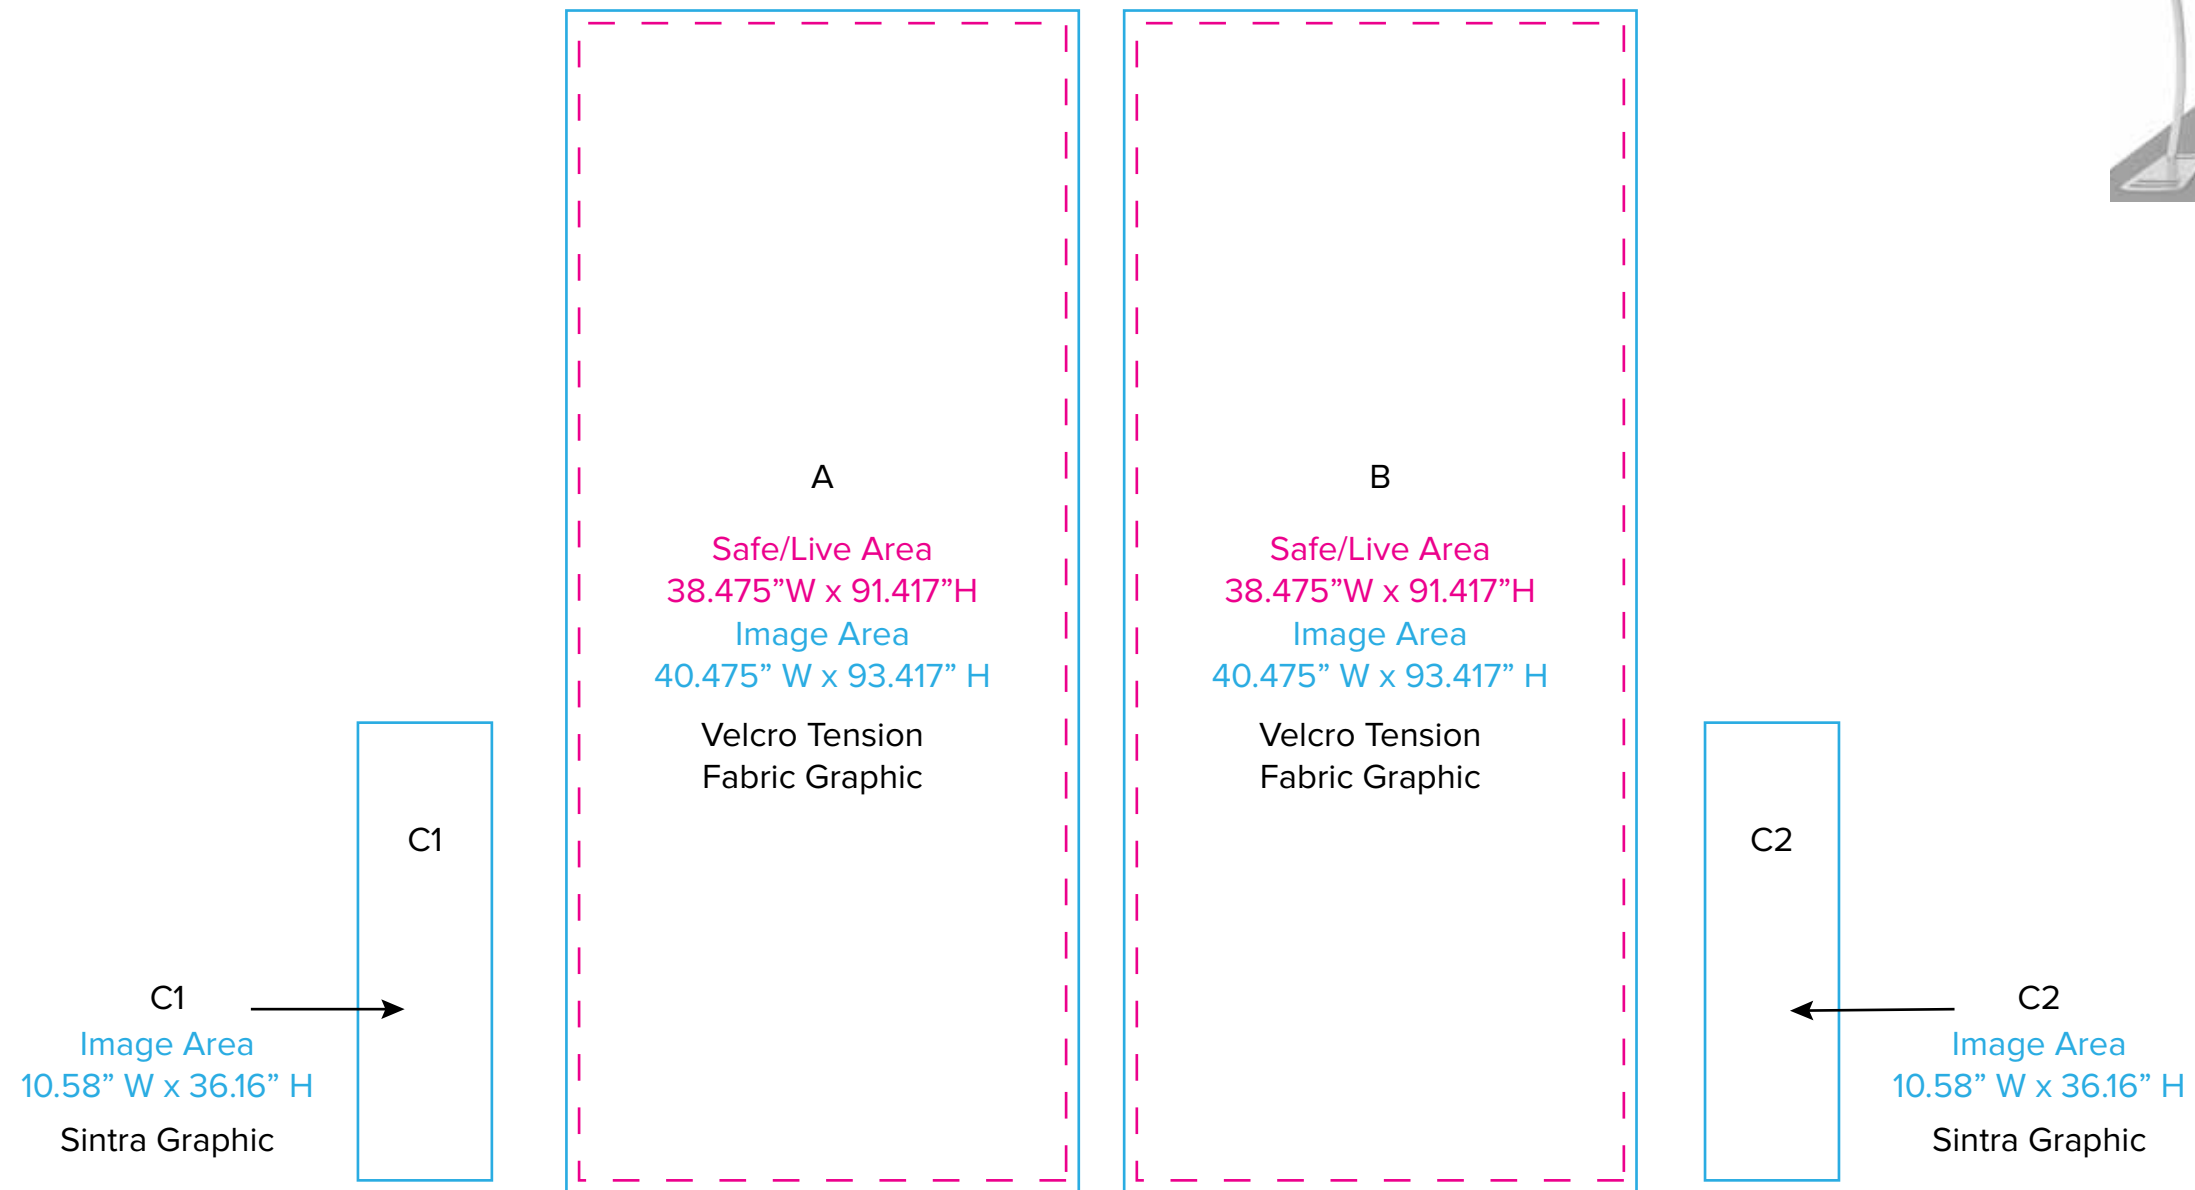 A
Safe/Live Area
38.475”W x 91.417”H
Image Area
40.475” W x 93.417” H
Velcro Tension
Fabric Graphic
B
Safe/Live Area
38.475”W x 91.417”H
Image Area
40.475” W x 93.417” H
Velcro Tension
Fabric Graphic
C1
C1
Image Area
10.58” W x 36.16” H
Sintra Graphic
C2
C2
Image Area
10.58” W x 36.16” H
Sintra Graphic